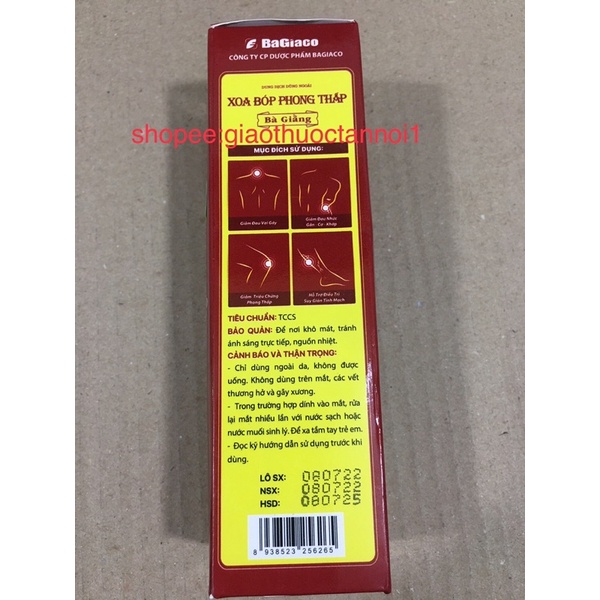 BaGiaco
CÔNG TY CP DƯỢC PHẨM BAGIACO
DUNG DỊCH DÙNG NGOÀI
XOA BÓP PHONG THẤP
Bà Giằng
shopee:giaothuoctannoi1
MỤC ĐÍCH SỬ DỤNG:
Giảm Đau Vai Gáy
Giảm Đau Nhức
Gân - Cơ - Khớp
Giảm Triệu Chứng
Phong Thấp
Hỗ Trợ Điều Trị
Suy Giãn Tĩnh Mạch
TIÊU CHUẨN: TCCS
BẢO QUẢN: Để nơi khô mát, tránh
ánh sáng trực tiếp, nguồn nhiệt.
CẢNH BÁO VÀ THẬN TRỌNG:
- Chỉ dùng ngoài da, không được
uống. Không dùng trên mắt, các vết
thương hở và gây xương.
- Trong trường hợp dính vào mắt, rửa
lại mắt nhiều lần với nước sạch hoặc
nước muối sinh lý. Để xa tầm tay trẻ em.
- Đọc kỹ hướng dẫn sử dụng trước khi
dùng.
LÔ SX: 080722
NSX: 080722
HSD: 080725
8 938523 256265